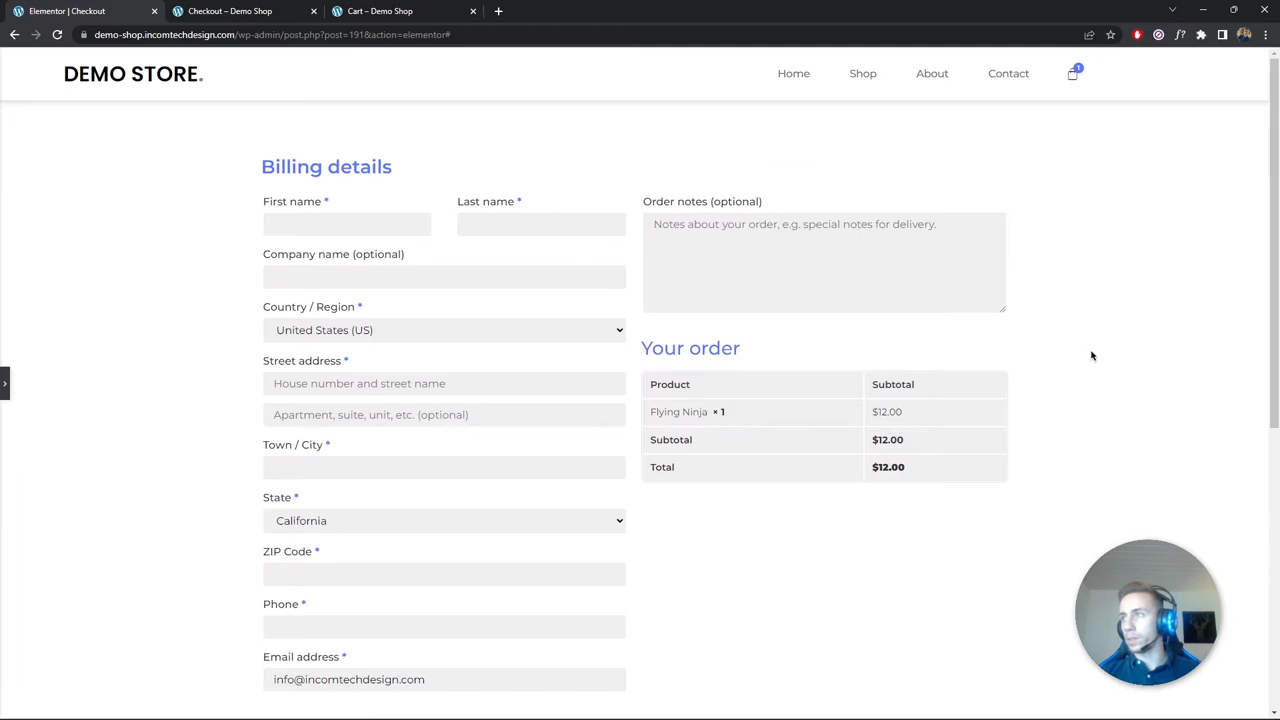 Elementor | Checkout
Checkout – Demo Shop
Cart – Demo Shop
demo-shop.incomtechdesign.com/wp-admin/post.php?post=191&action=elementor#
DEMO STORE.
Home
Shop
About
Contact
1
Billing details
First name *
Last name *
Company name (optional)
Country / Region *
United States (US)
Street address *
House number and street name
Apartment, suite, unit, etc. (optional)
Town / City *
State *
California
ZIP Code *
Phone *
Email address *
info@incomtechdesign.com
Order notes (optional)
Notes about your order, e.g. special notes for delivery.
Your order
Product Subtotal
Flying Ninja × 1 $12.00
Subtotal $12.00
Total $12.00